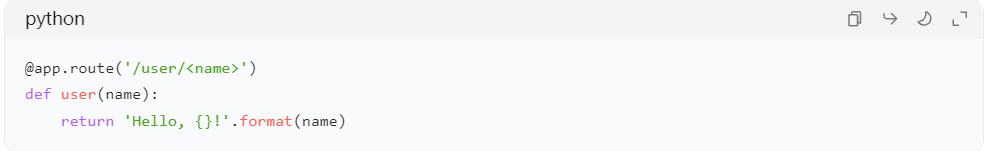 python
@app.route('/user/<name>')
def user(name):
    return 'Hello, {}!'.format(name)